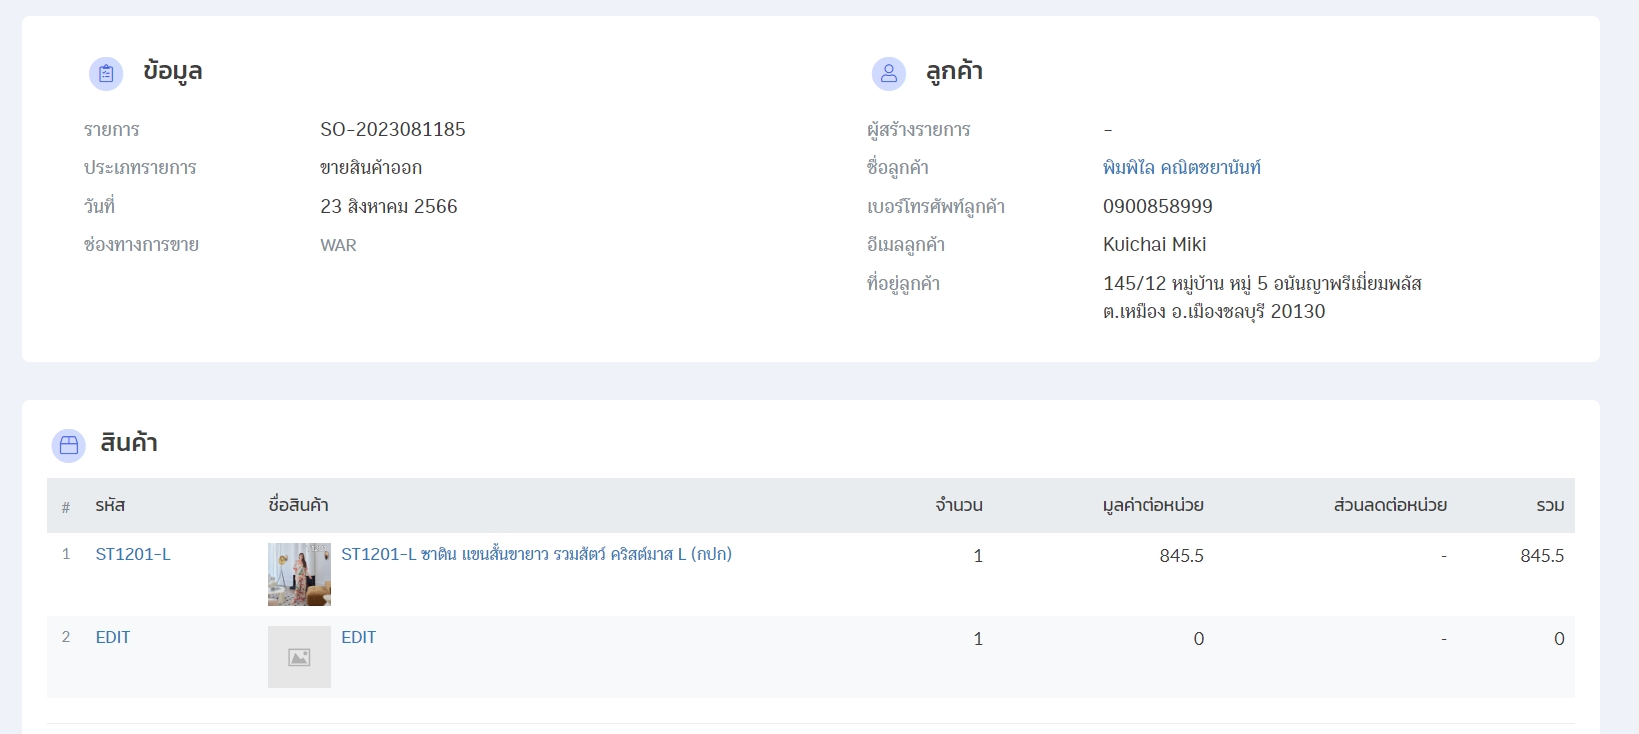 ข้อมูล
รายการ SO-2023081185
ประเภทรายการ ขายสินค้าออก
วันที่ 23 สิงหาคม 2566
ช่องทางการขาย WAR
ลูกค้า
ผู้สร้างรายการ -
ชื่อลูกค้า พิมพิไล คณิตชยานันท์
เบอร์โทรศัพท์ลูกค้า 0900858999
อีเมลลูกค้า Kuichai Miki
ที่อยู่ลูกค้า 145/12 หมู่บ้าน หมู่ 5 อนันญาพรีเมี่ยมพลัส
ต.เหมือง อ.เมืองชลบุรี 20130
สินค้า
# รหัส ชื่อสินค้า จำนวน มูลค่าต่อหน่วย ส่วนลดต่อหน่วย รวม
1 ST1201-L ST1201-L ซาติน แขนสั้นขายาว รวมสัตว์ คริสต์มาส L (กปก) 1 845.5 - 845.5
2 EDIT EDIT 1 0 - 0